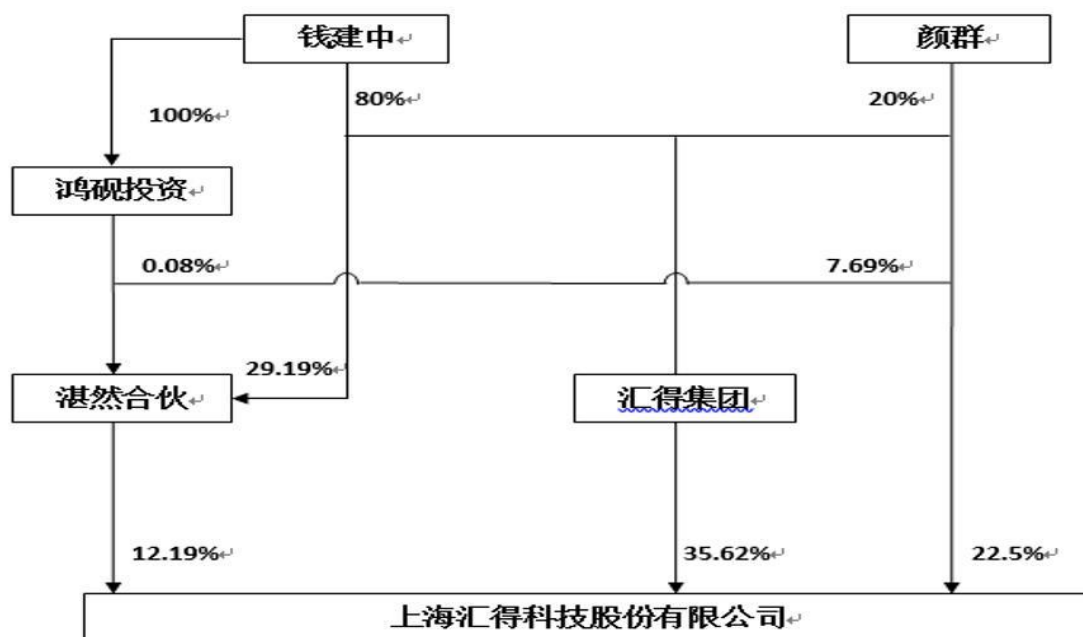 钱建中
颜群
80%
20%
100%
鸿砚投资
0.08%
7.69%
29.19%
湛然合伙
汇得集团
12.19%
35.62%
22.5%
上海汇得科技股份有限公司